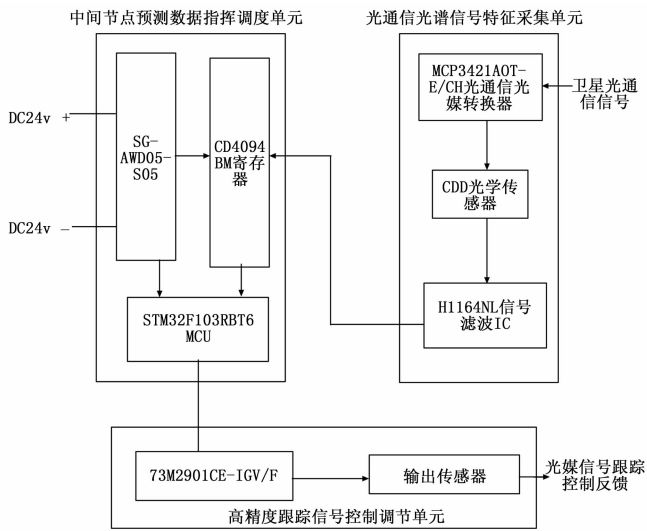 中间节点预测数据指挥调度单元
光通信光谱信号特征采集单元
DC24v +
DC24v −
SG-
AWD05-
S05
CD4094
BM寄存
器
STM32F103RBT6
MCU
MCP3421AOT-
E/CH光通信光
媒转换器
卫星光通
信信号
CDD光学传
感器
H1164NL信号
滤波IC
73M2901CE-IGV/F
输出传感器
光媒信号跟踪
控制反馈
高精度跟踪信号控制调节单元